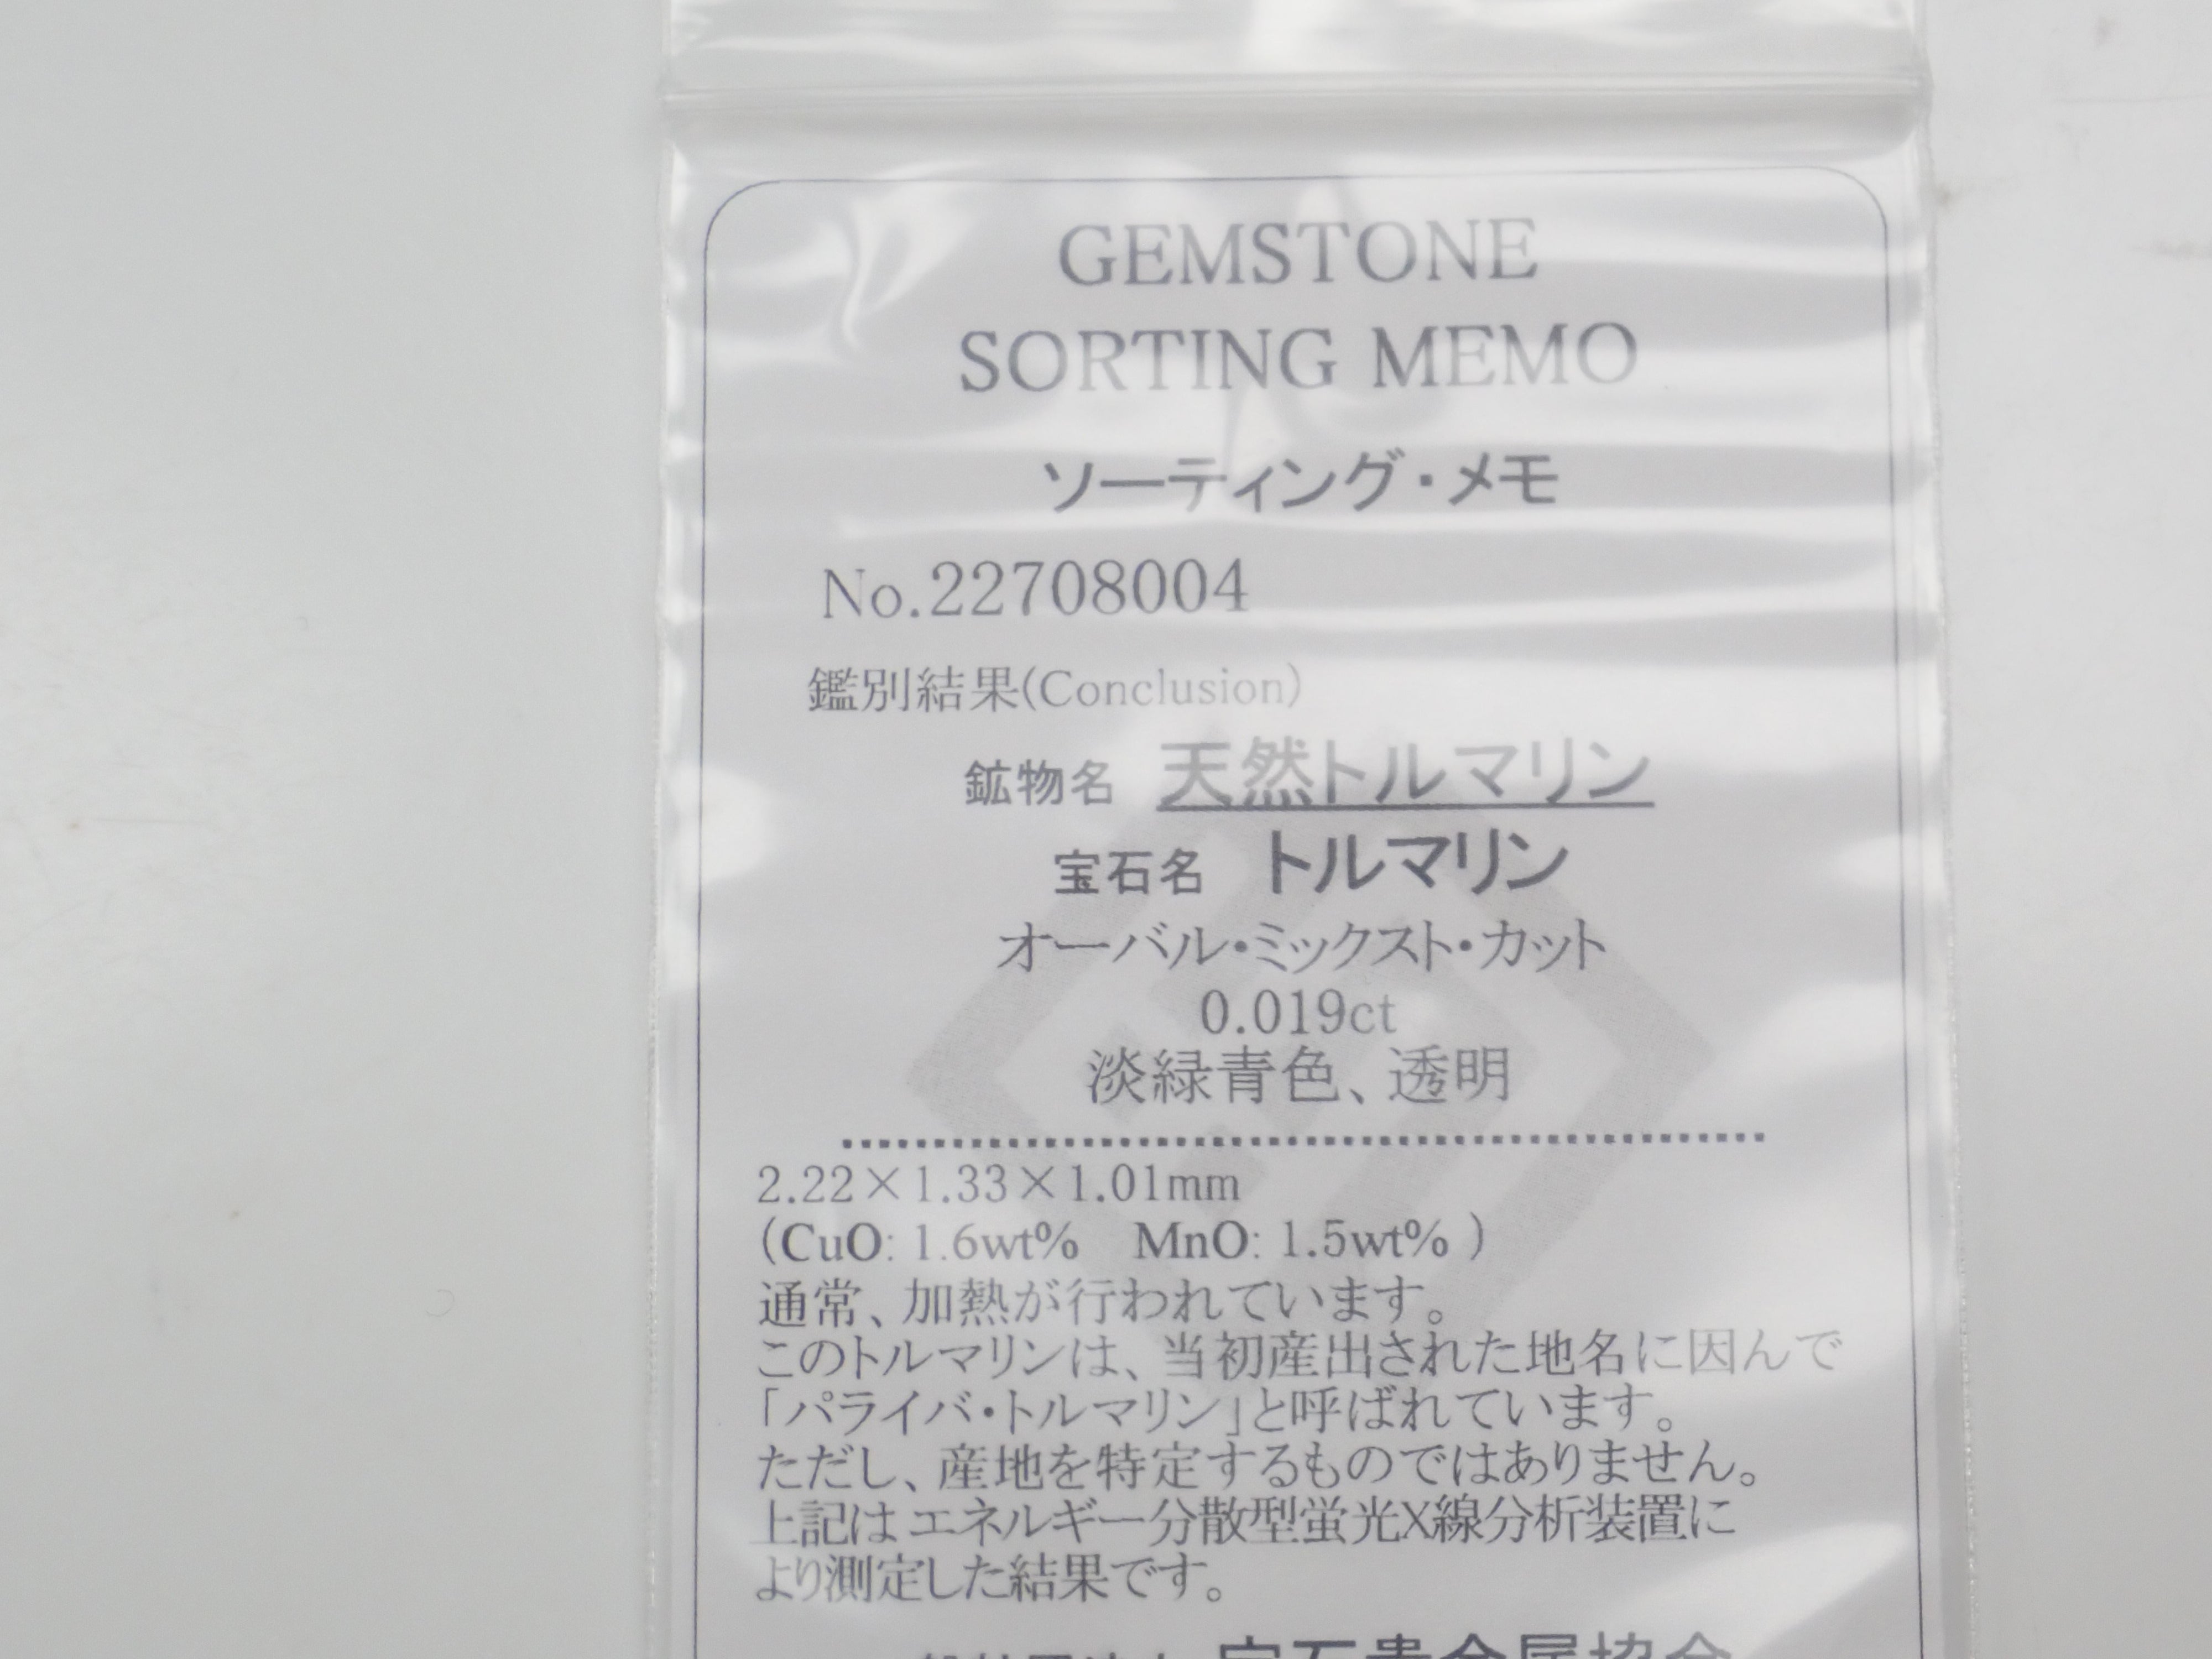 GEMSTONE
SORTING MEMO
ソーティング・メモ
No.22708004
鑑別結果(Conclusion)
鉱物名 天然トルマリン
宝石名 トルマリン
オーバル・ミックスト・カット
0.019ct
淡緑青色、透明
2.22×1.33×1.01mm
(CuO: 1.6wt% MnO: 1.5wt% )
通常、加熱が行われています。
このトルマリンは、当初産出された地名に因んで
「パライバ・トルマリン」と呼ばれています。
ただし、産地を特定するものではありません。
上記はエネルギー分散型蛍光X線分析装置に
より測定した結果です。
宝石貴金属協会